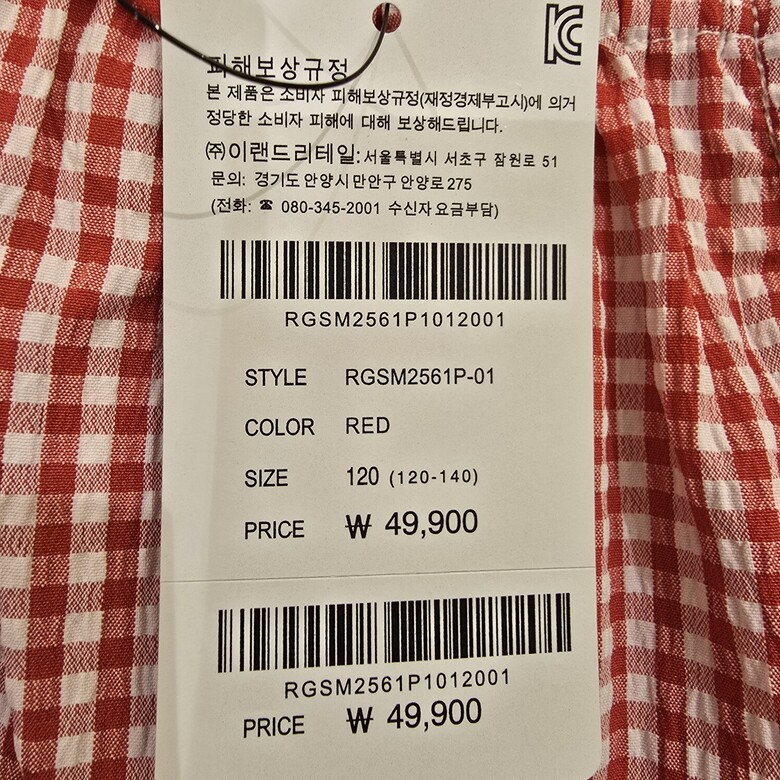 피해보상규정
본 제품은 소비자 피해보상규정(재정경제부고시)에 의거
정당한 소비자 피해에 대해 보상해드립니다.
㈜이랜드리테일: 서울특별시 서초구 잠원로 51
문의: 경기도 안양시 만안구 안양로 275
(전화: ☎ 080-345-2001 수신자 요금부담)
RGSM2561P1012001
STYLE RGSM2561P-01
COLOR RED
SIZE 120 (120-140)
PRICE ₩ 49,900
RGSM2561P1012001
PRICE ₩ 49,900